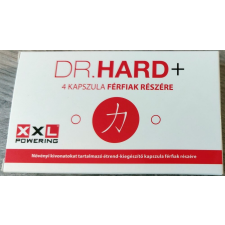 DR.HARD+
4 KAPSZULA FÉRFIAK RÉSZÉRE
力
XXL
POWERING
Növényi kivonatokat tartalmazó étrend-kiegészítő kapszula férfiak részére